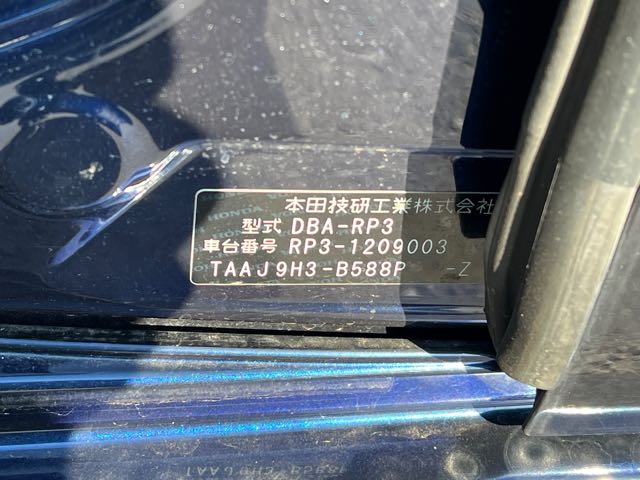 本田技研工業株式会社
型式 DBA-RP3
車台番号 RP3-1209003
TAAJ9H3-B588P -Z